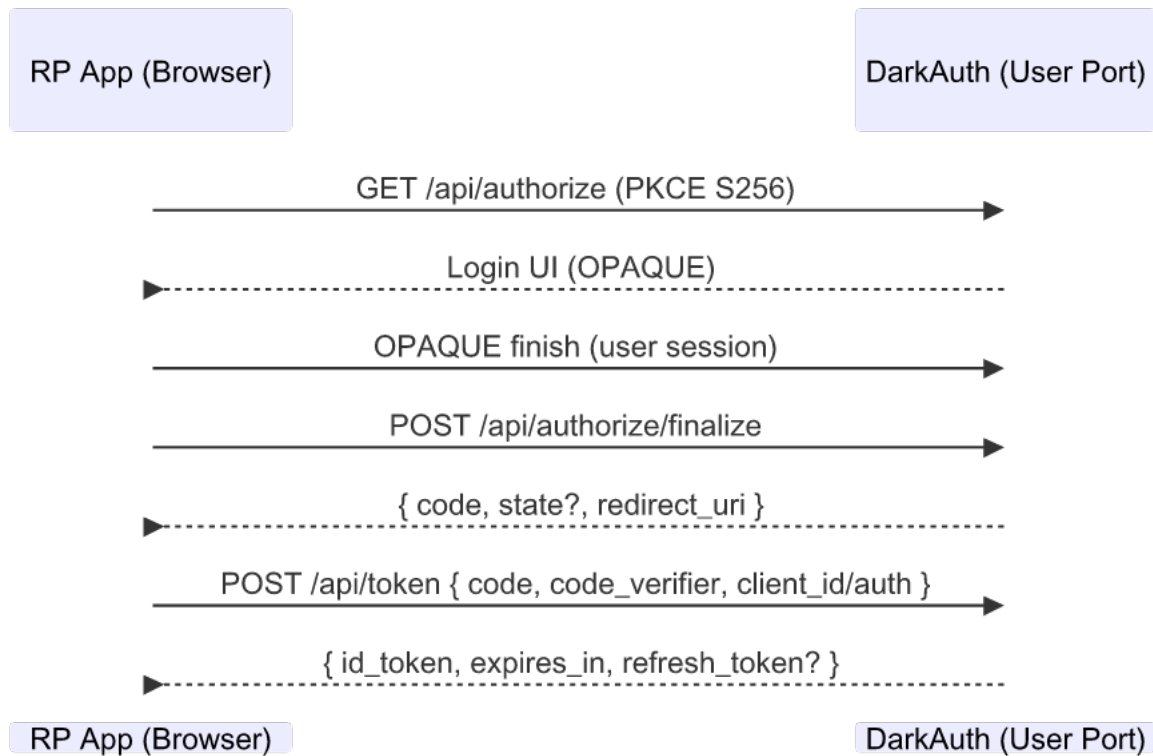 RP App (Browser)
DarkAuth (User Port)
GET /api/authorize (PKCE S256)
Login UI (OPAQUE)
OPAQUE finish (user session)
POST /api/authorize/finalize
{ code, state?, redirect_uri }
POST /api/token { code, code_verifier, client_id/auth }
{ id_token, expires_in, refresh_token? }
RP App (Browser)
DarkAuth (User Port)